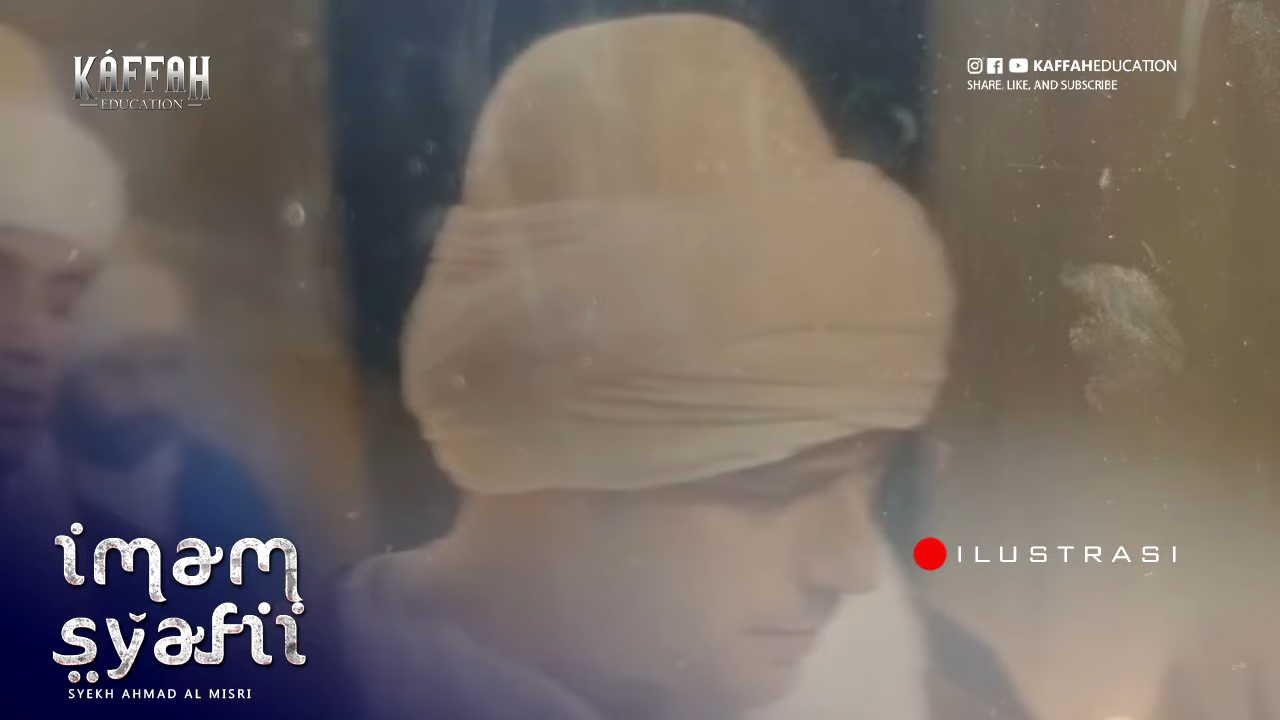 KÁFFAH
EDUCATION
KAFFAHEDUCATION
SHARE, LIKE, AND SUBSCRIBE
ILUSTRASI
imam
syafii
SYEKH AHMAD AL MISRI